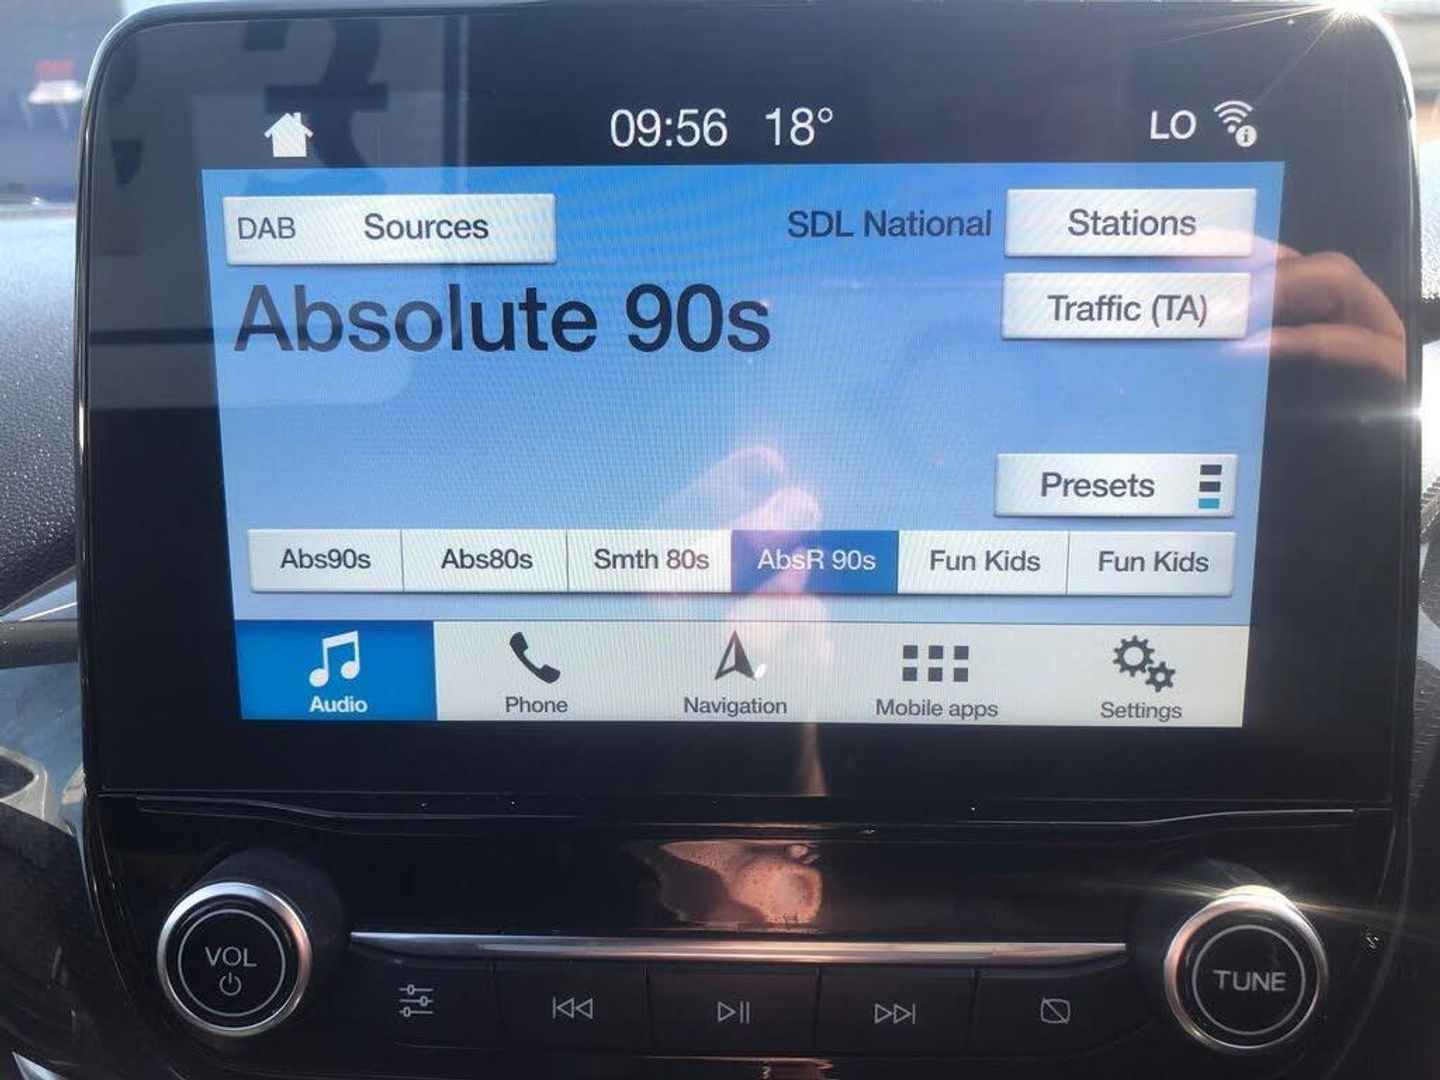 09:56 18° LO
DAB Sources SDL National Stations
Absolute 90s Traffic (TA)
Presets
Abs90s Abs80s Smth 80s AbsR 90s Fun Kids Fun Kids
Audio Phone Navigation Mobile apps Settings
VOL TUNE